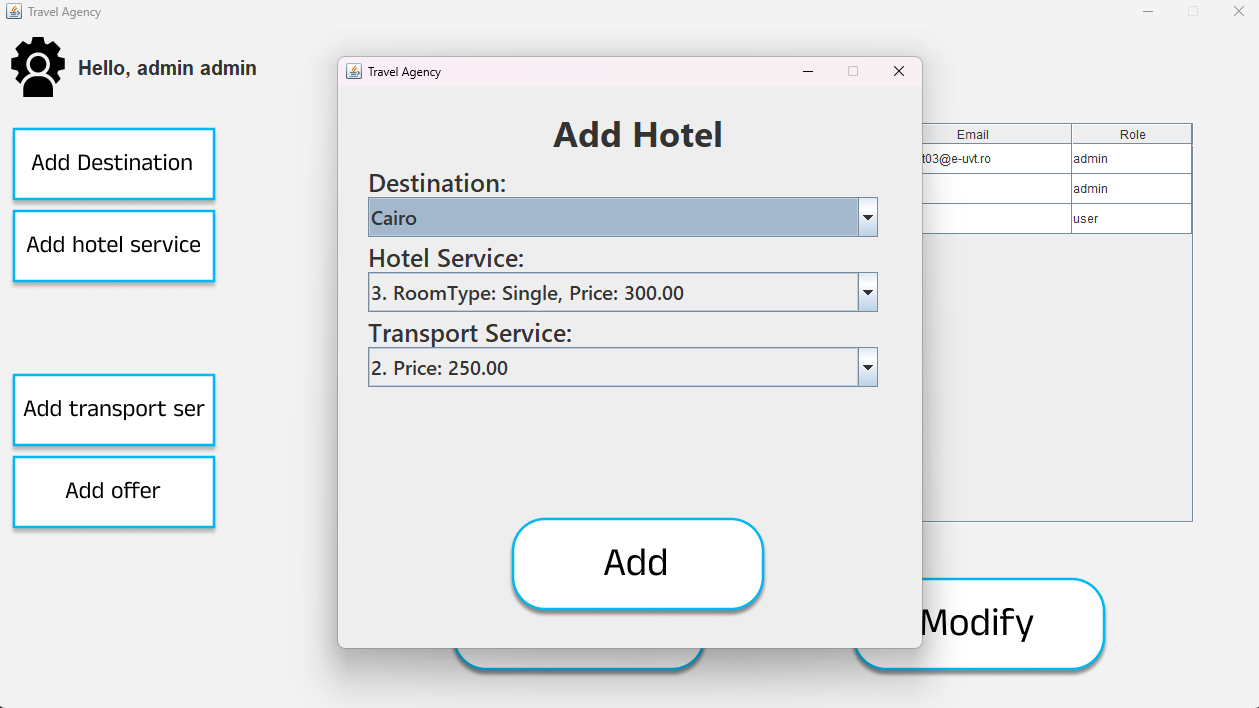 Travel Agency
Hello, admin admin
Add Destination
Add hotel service
Add transport ser
Add offer
Travel Agency
Add Hotel
Destination:
Cairo
Hotel Service:
3. RoomType: Single, Price: 300.00
Transport Service:
2. Price: 250.00
Add
Email Role
t03@e-uvt.ro admin
admin
user
Modify